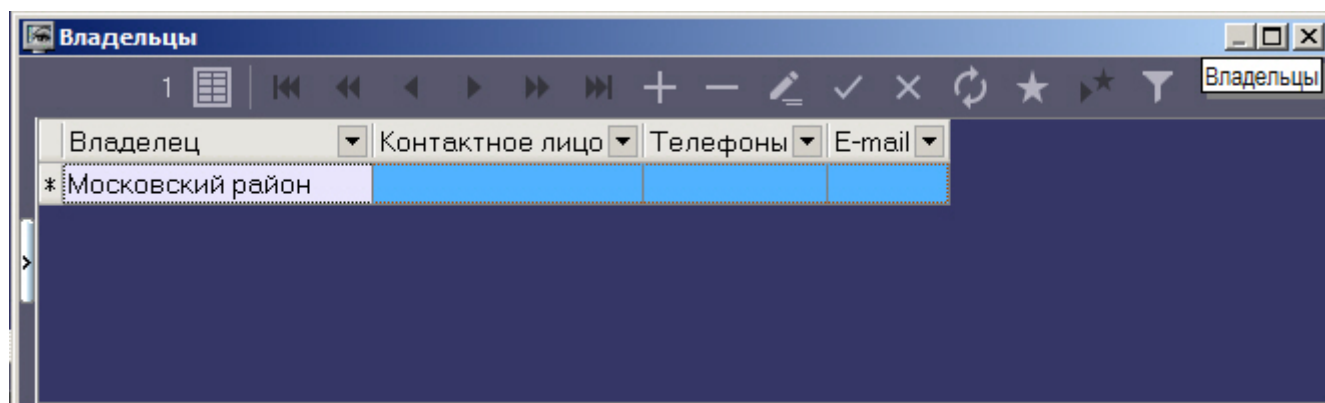 Владельцы
1
Владельцы
Владелец Контактное лицо Телефоны E-mail
* Московский район